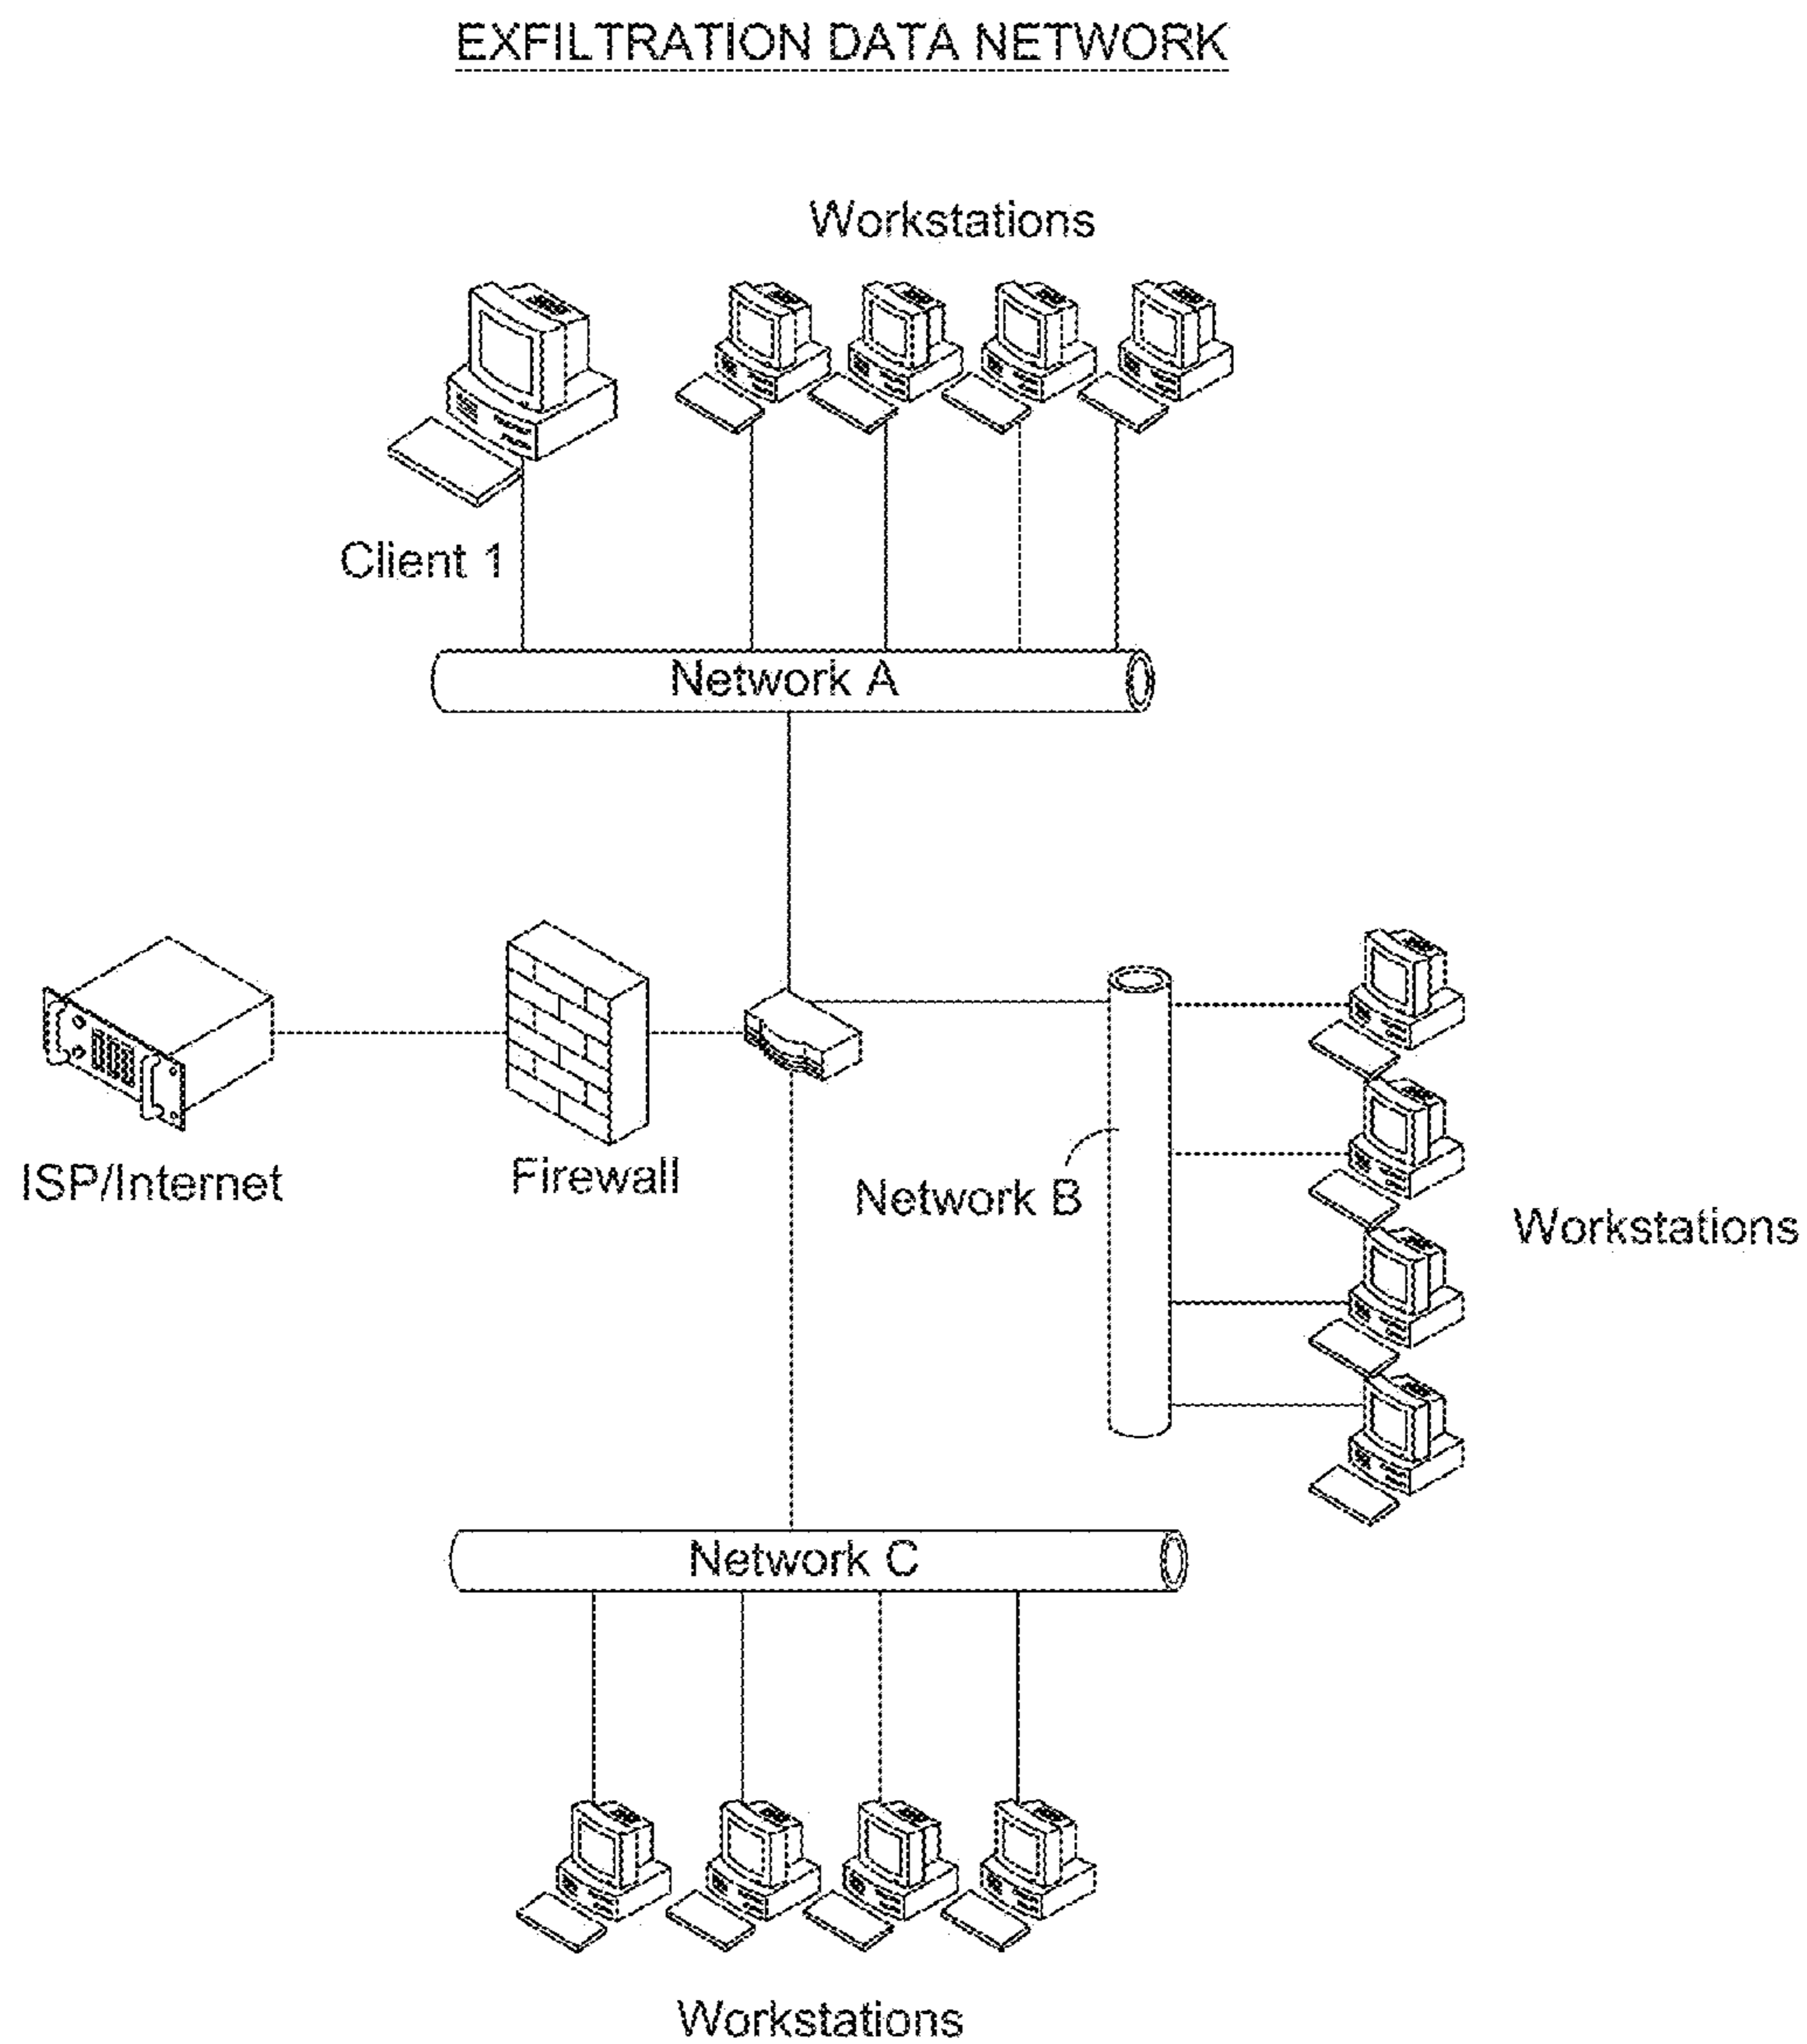 EXFILTRATION DATA NETWORK
Workstations
Client 1
Network A
ISP/Internet
Firewall
Network B
Workstations
Network C
Workstations